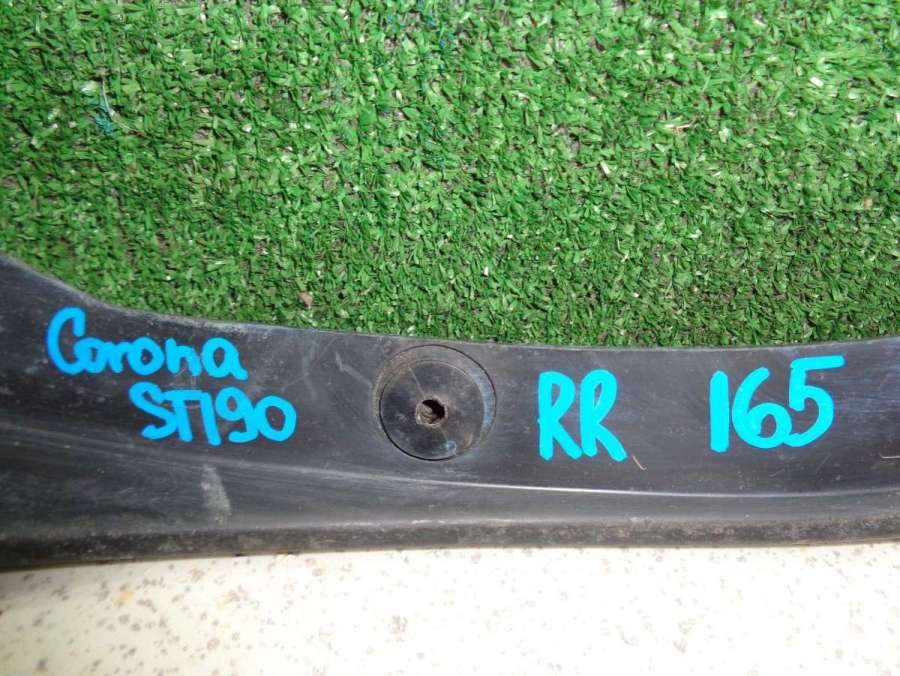 Corona
ST190
RR
165